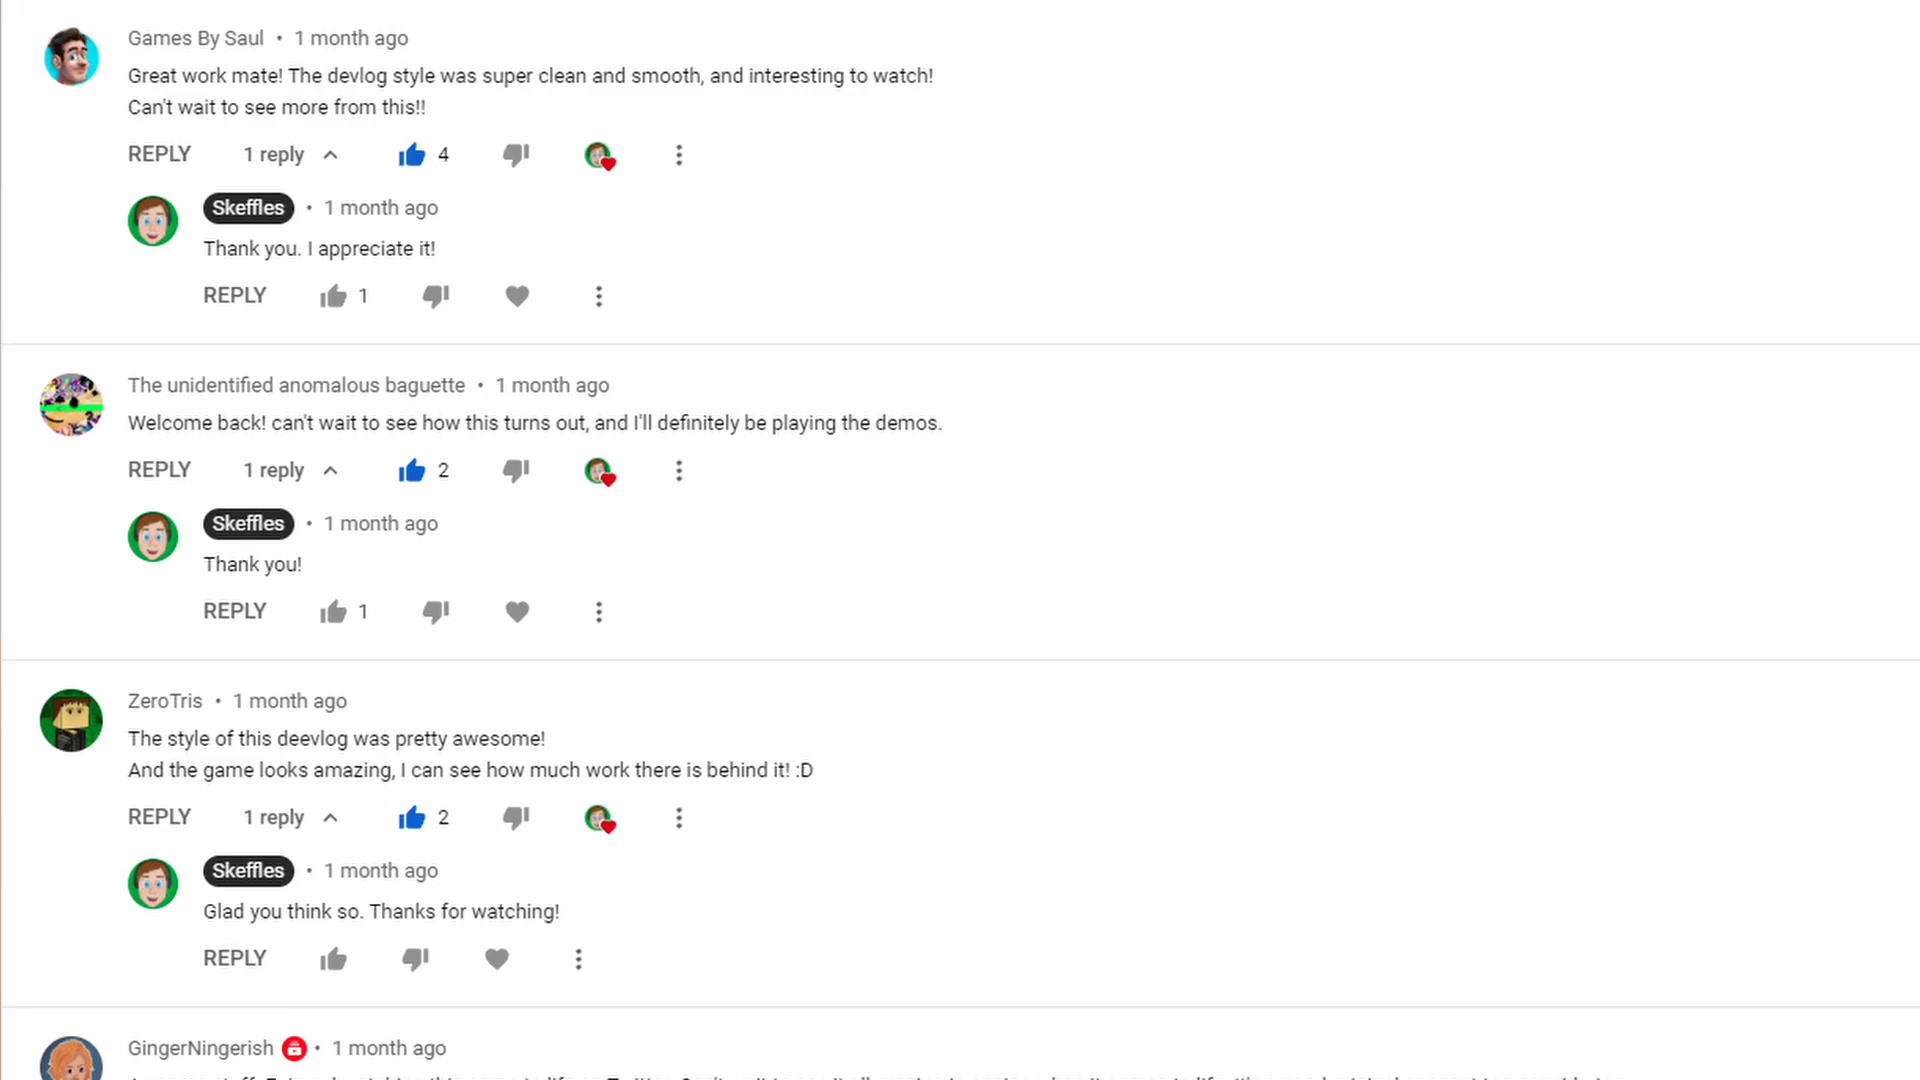 Games By Saul • 1 month ago
Great work mate! The devlog style was super clean and smooth, and interesting to watch!
Can't wait to see more from this!!
REPLY 1 reply 4
Skeffles • 1 month ago
Thank you. I appreciate it!
REPLY 1
The unidentified anomalous baguette • 1 month ago
Welcome back! can't wait to see how this turns out, and I'll definitely be playing the demos.
REPLY 1 reply 2
Skeffles • 1 month ago
Thank you!
REPLY 1
ZeroTris • 1 month ago
The style of this deevlog was pretty awesome!
And the game looks amazing, I can see how much work there is behind it! :D
REPLY 1 reply 2
Skeffles • 1 month ago
Glad you think so. Thanks for watching!
REPLY
GingerNingerish • 1 month ago